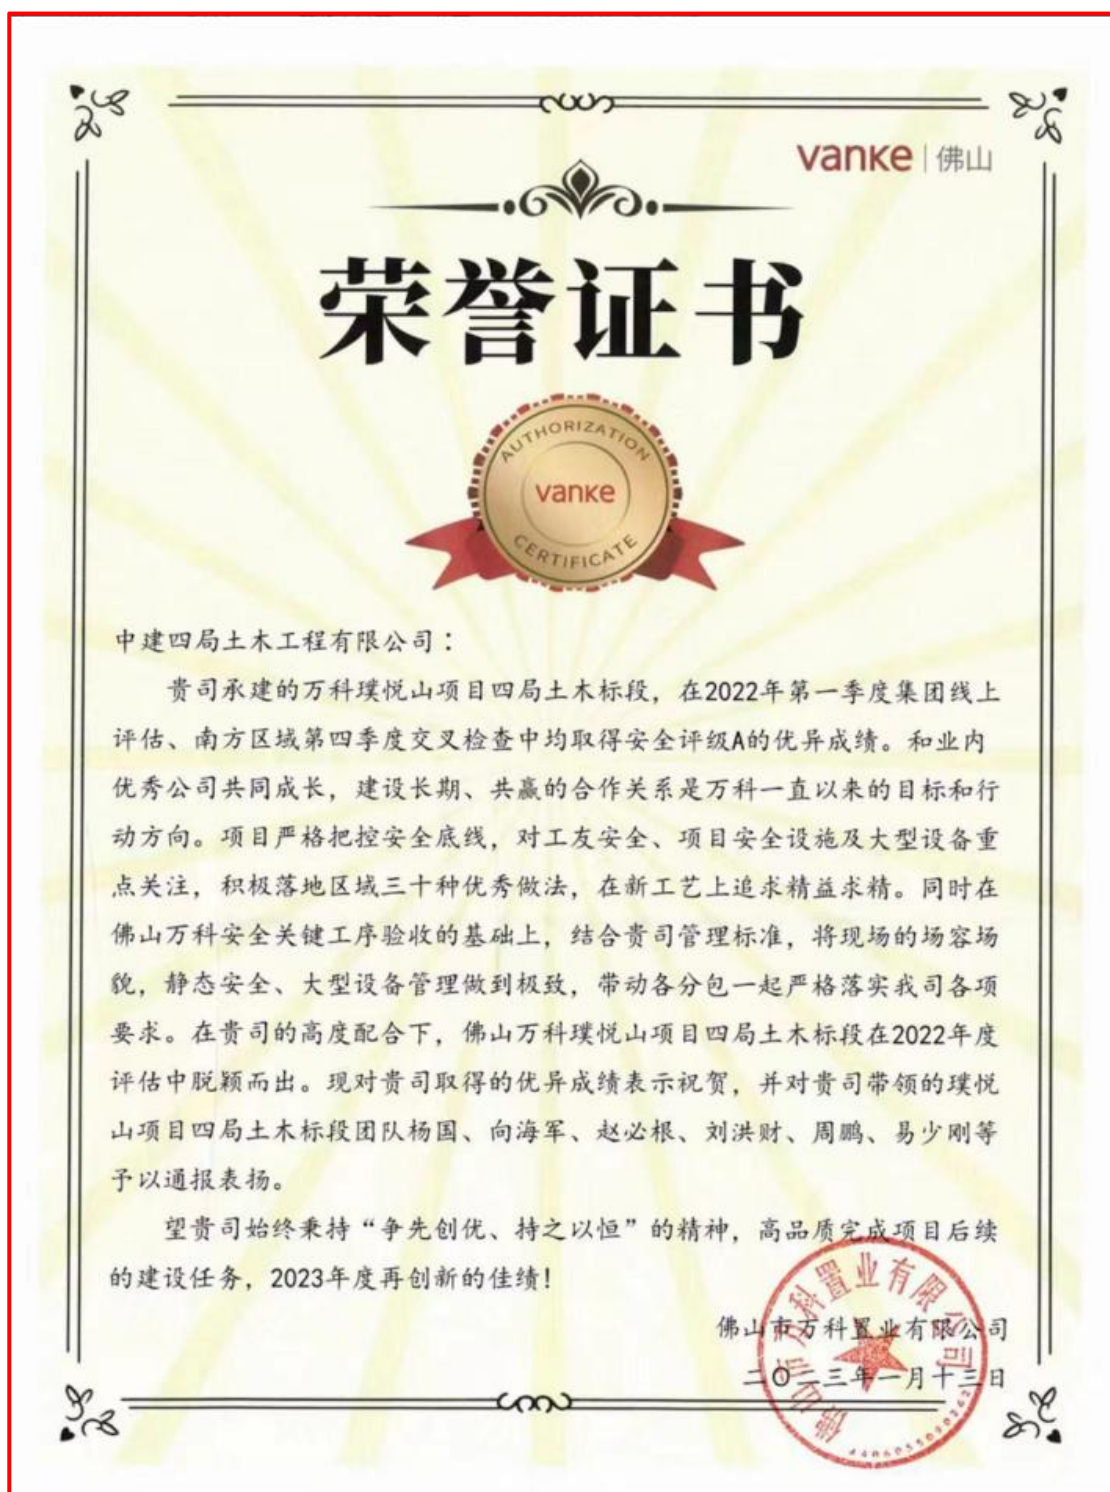 vanke | 佛山
荣誉证书
AUTHORIZATION
vanke
CERTIFICATE
中建四局土木工程有限公司：
贵司承建的万科璞悦山项目四局土木标段，在2022年第一季度集团线上
评估、南方区域第四季度交叉检查中均取得安全评级A的优异成绩。和业内
优秀公司共同成长，建设长期、共赢的合作关系是万科一直以来的目标和行
动方向。项目严格把控安全底线，对工友安全、项目安全设施及大型设备重
点关注，积极落地区域三十种优秀做法，在新工艺上追求精益求精。同时在
佛山万科安全关键工序验收的基础上，结合贵司管理标准，将现场的场容场
貌，静态安全、大型设备管理做到极致，带动各分包一起严格落实我司各项
要求。在贵司的高度配合下，佛山万科璞悦山项目四局土木标段在2022年度
评估中脱颖而出。现对贵司取得的优异成绩表示祝贺，并对贵司带领的璞悦
山项目四局土木标段团队杨国、向海军、赵必根、刘洪财、周鹏、易少刚等
予以通报表扬。
望贵司始终秉持“争先创优、持之以恒”的精神，高品质完成项目后续
的建设任务，2023年度再创新的佳绩！
佛山市万科置业有限公司
二〇二三年一月十三日
佛山市万科置业有限公司